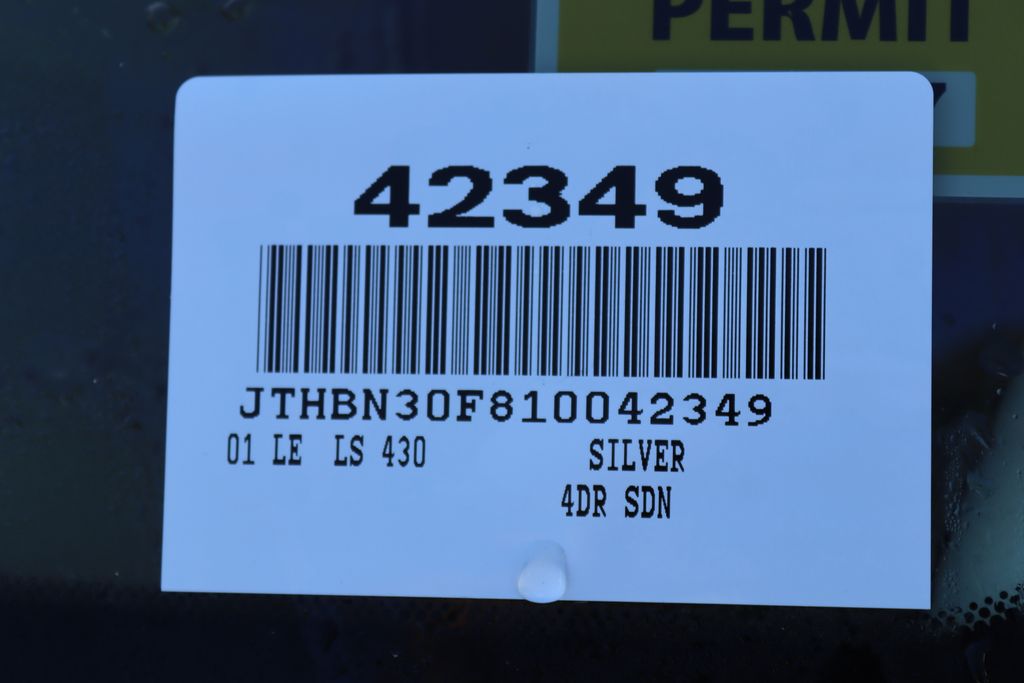 PERMIT
42349
JTHBN30F810042349
01 LE LS 430 SILVER
4DR SDN